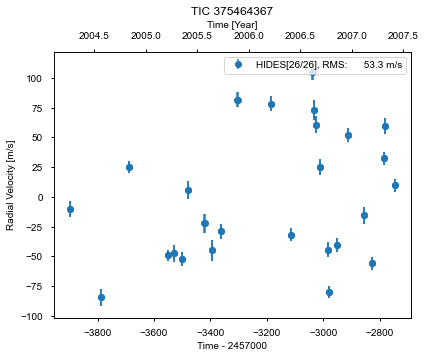 TIC 375464367
Time [Year]
2004.5 2005.0 2005.5 2006.0 2006.5 2007.0 2007.5
HIDES[26/26], RMS: 53.3 m/s
Radial Velocity [m/s]
100
75
50
25
0
−25
−50
−75
−100
−3800 −3600 −3400 −3200 −3000 −2800
Time - 2457000